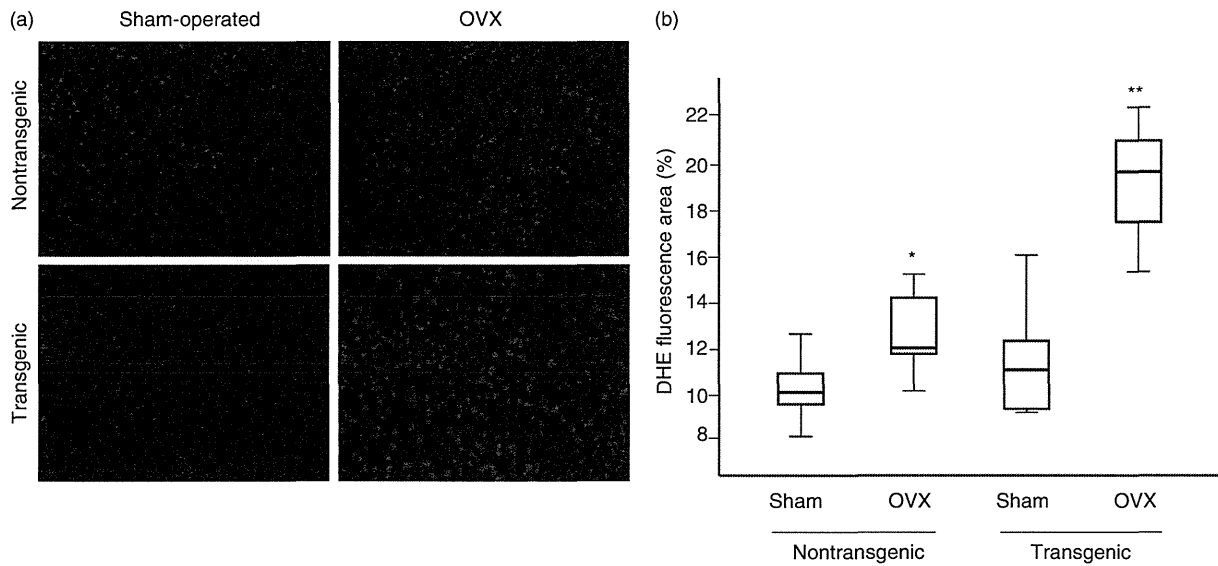 (a)
Sham-operated
OVX
Nontransgenic
Transgenic
(b)
DHE fluorescence area (%)
22
20
18
16
14
12
10
8
*
**
Sham
OVX
Sham
OVX
Nontransgenic
Transgenic